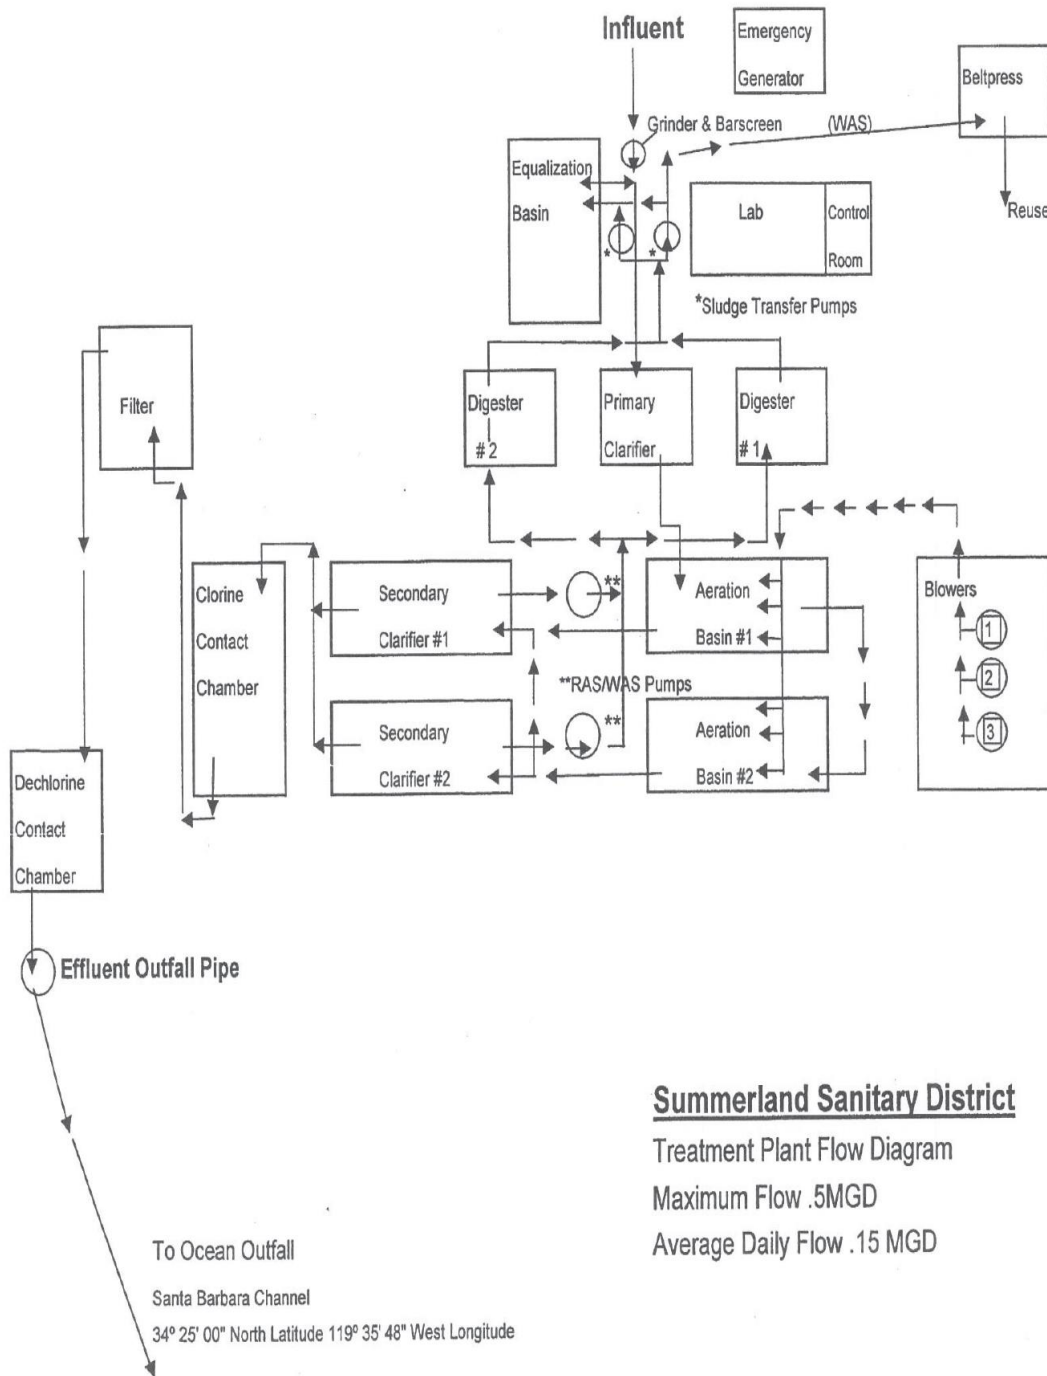 Influent
Emergency
Generator
Beltpress
Grinder & Barscreen
(WAS)
Equalization
Basin
Lab
Control
Room
Reuse
*
*
*Sludge Transfer Pumps
Filter
Digester
# 2
Primary
Clarifier
Digester
# 1
Clorine
Contact
Chamber
Secondary
Clarifier #1
**
Aeration
Basin #1
Blowers
1
2
3
**RAS/WAS Pumps
Secondary
Clarifier #2
**
Aeration
Basin #2
Dechlorine
Contact
Chamber
Effluent Outfall Pipe
Summerland Sanitary District
Treatment Plant Flow Diagram
Maximum Flow .5MGD
Average Daily Flow .15 MGD
To Ocean Outfall
Santa Barbara Channel
34º 25' 00" North Latitude 119º 35' 48" West Longitude